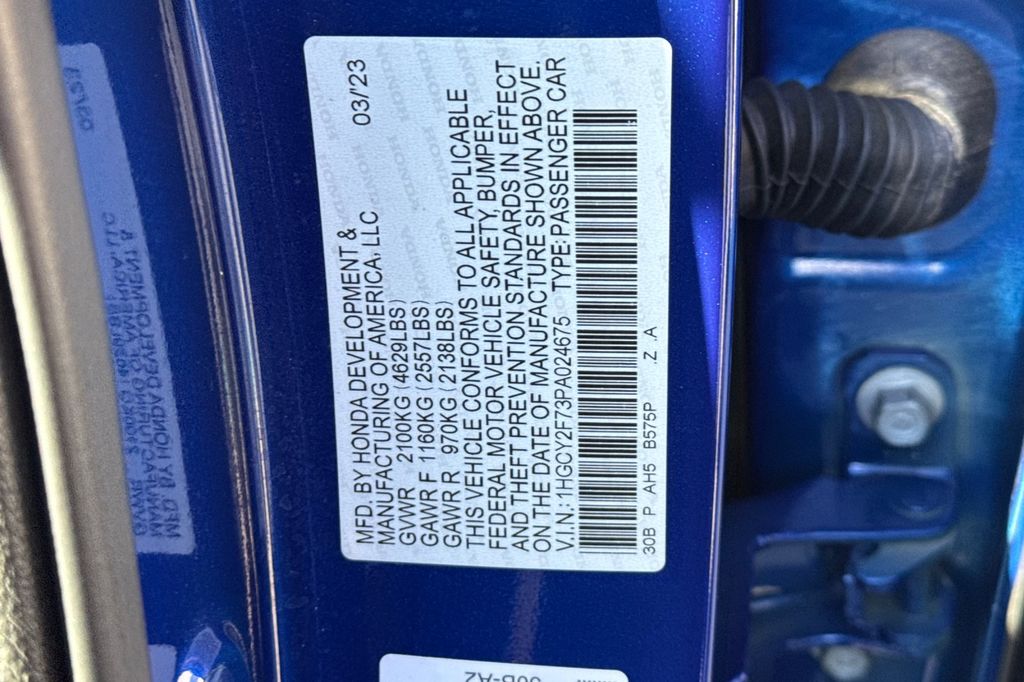 MFD. BY HONDA DEVELOPMENT & 03/'23
MANUFACTURING OF AMERICA, LLC
GVWR 2100KG (4629LBS)
GAWR F 1160KG (2557LBS)
GAWR R 970KG (2138LBS)
THIS VEHICLE CONFORMS TO ALL APPLICABLE
FEDERAL MOTOR VEHICLE SAFETY, BUMPER,
AND THEFT PREVENTION STANDARDS IN EFFECT
ON THE DATE OF MANUFACTURE SHOWN ABOVE.
V.I.N.: 1HGCY2F73PA024675 TYPE: PASSENGER CAR
30B P AH5 B575P Z A